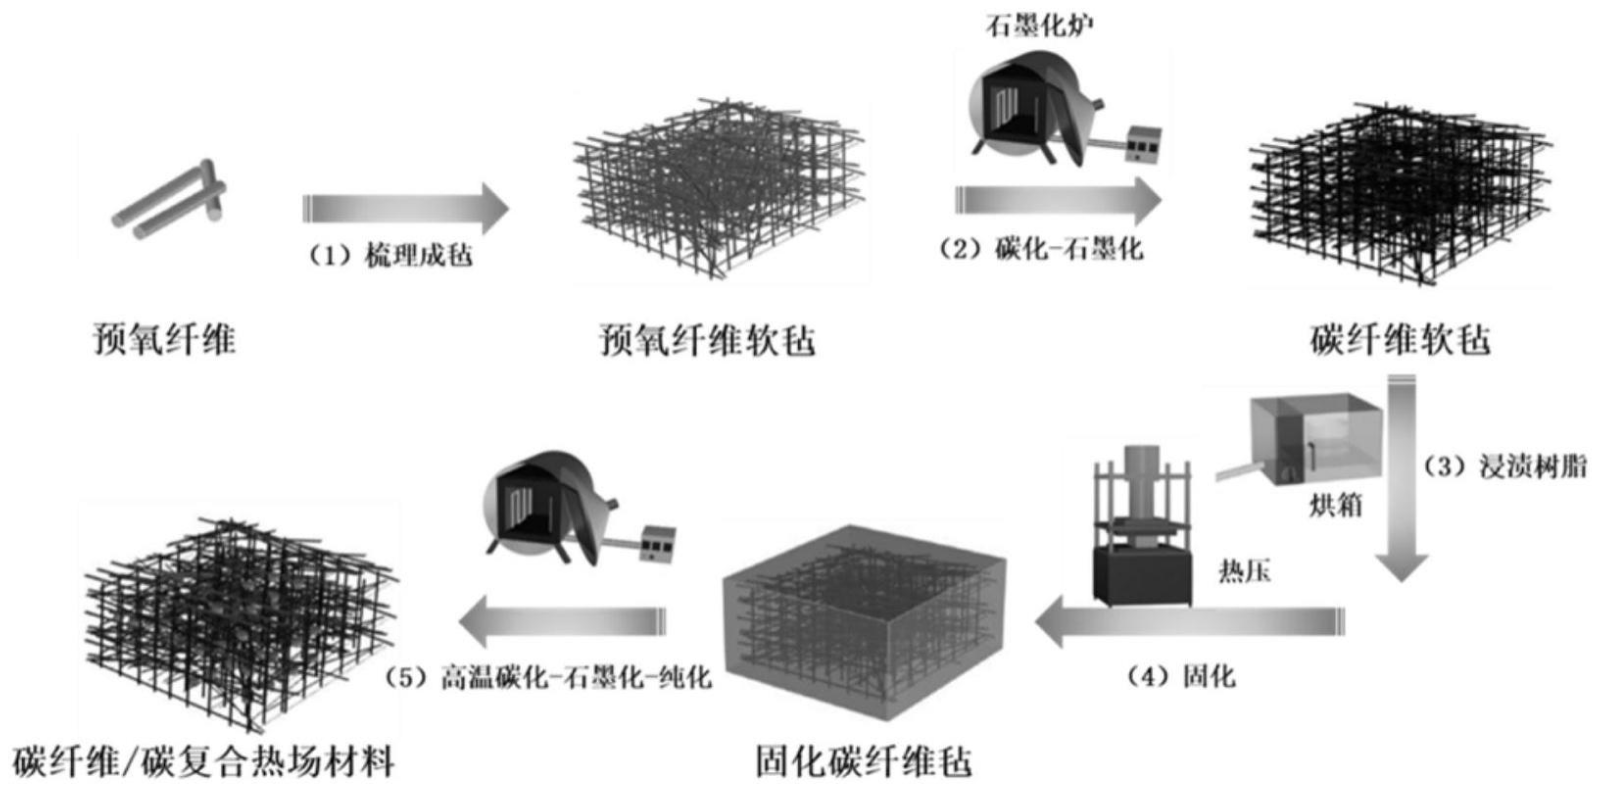 石墨化炉
（1）梳理成毡
（2）碳化-石墨化
预氧纤维
预氧纤维软毡
碳纤维软毡
（3）浸渍树脂
烘箱
热压
（4）固化
（5）高温碳化-石墨化-纯化
固化碳纤维毡
碳纤维/碳复合热场材料